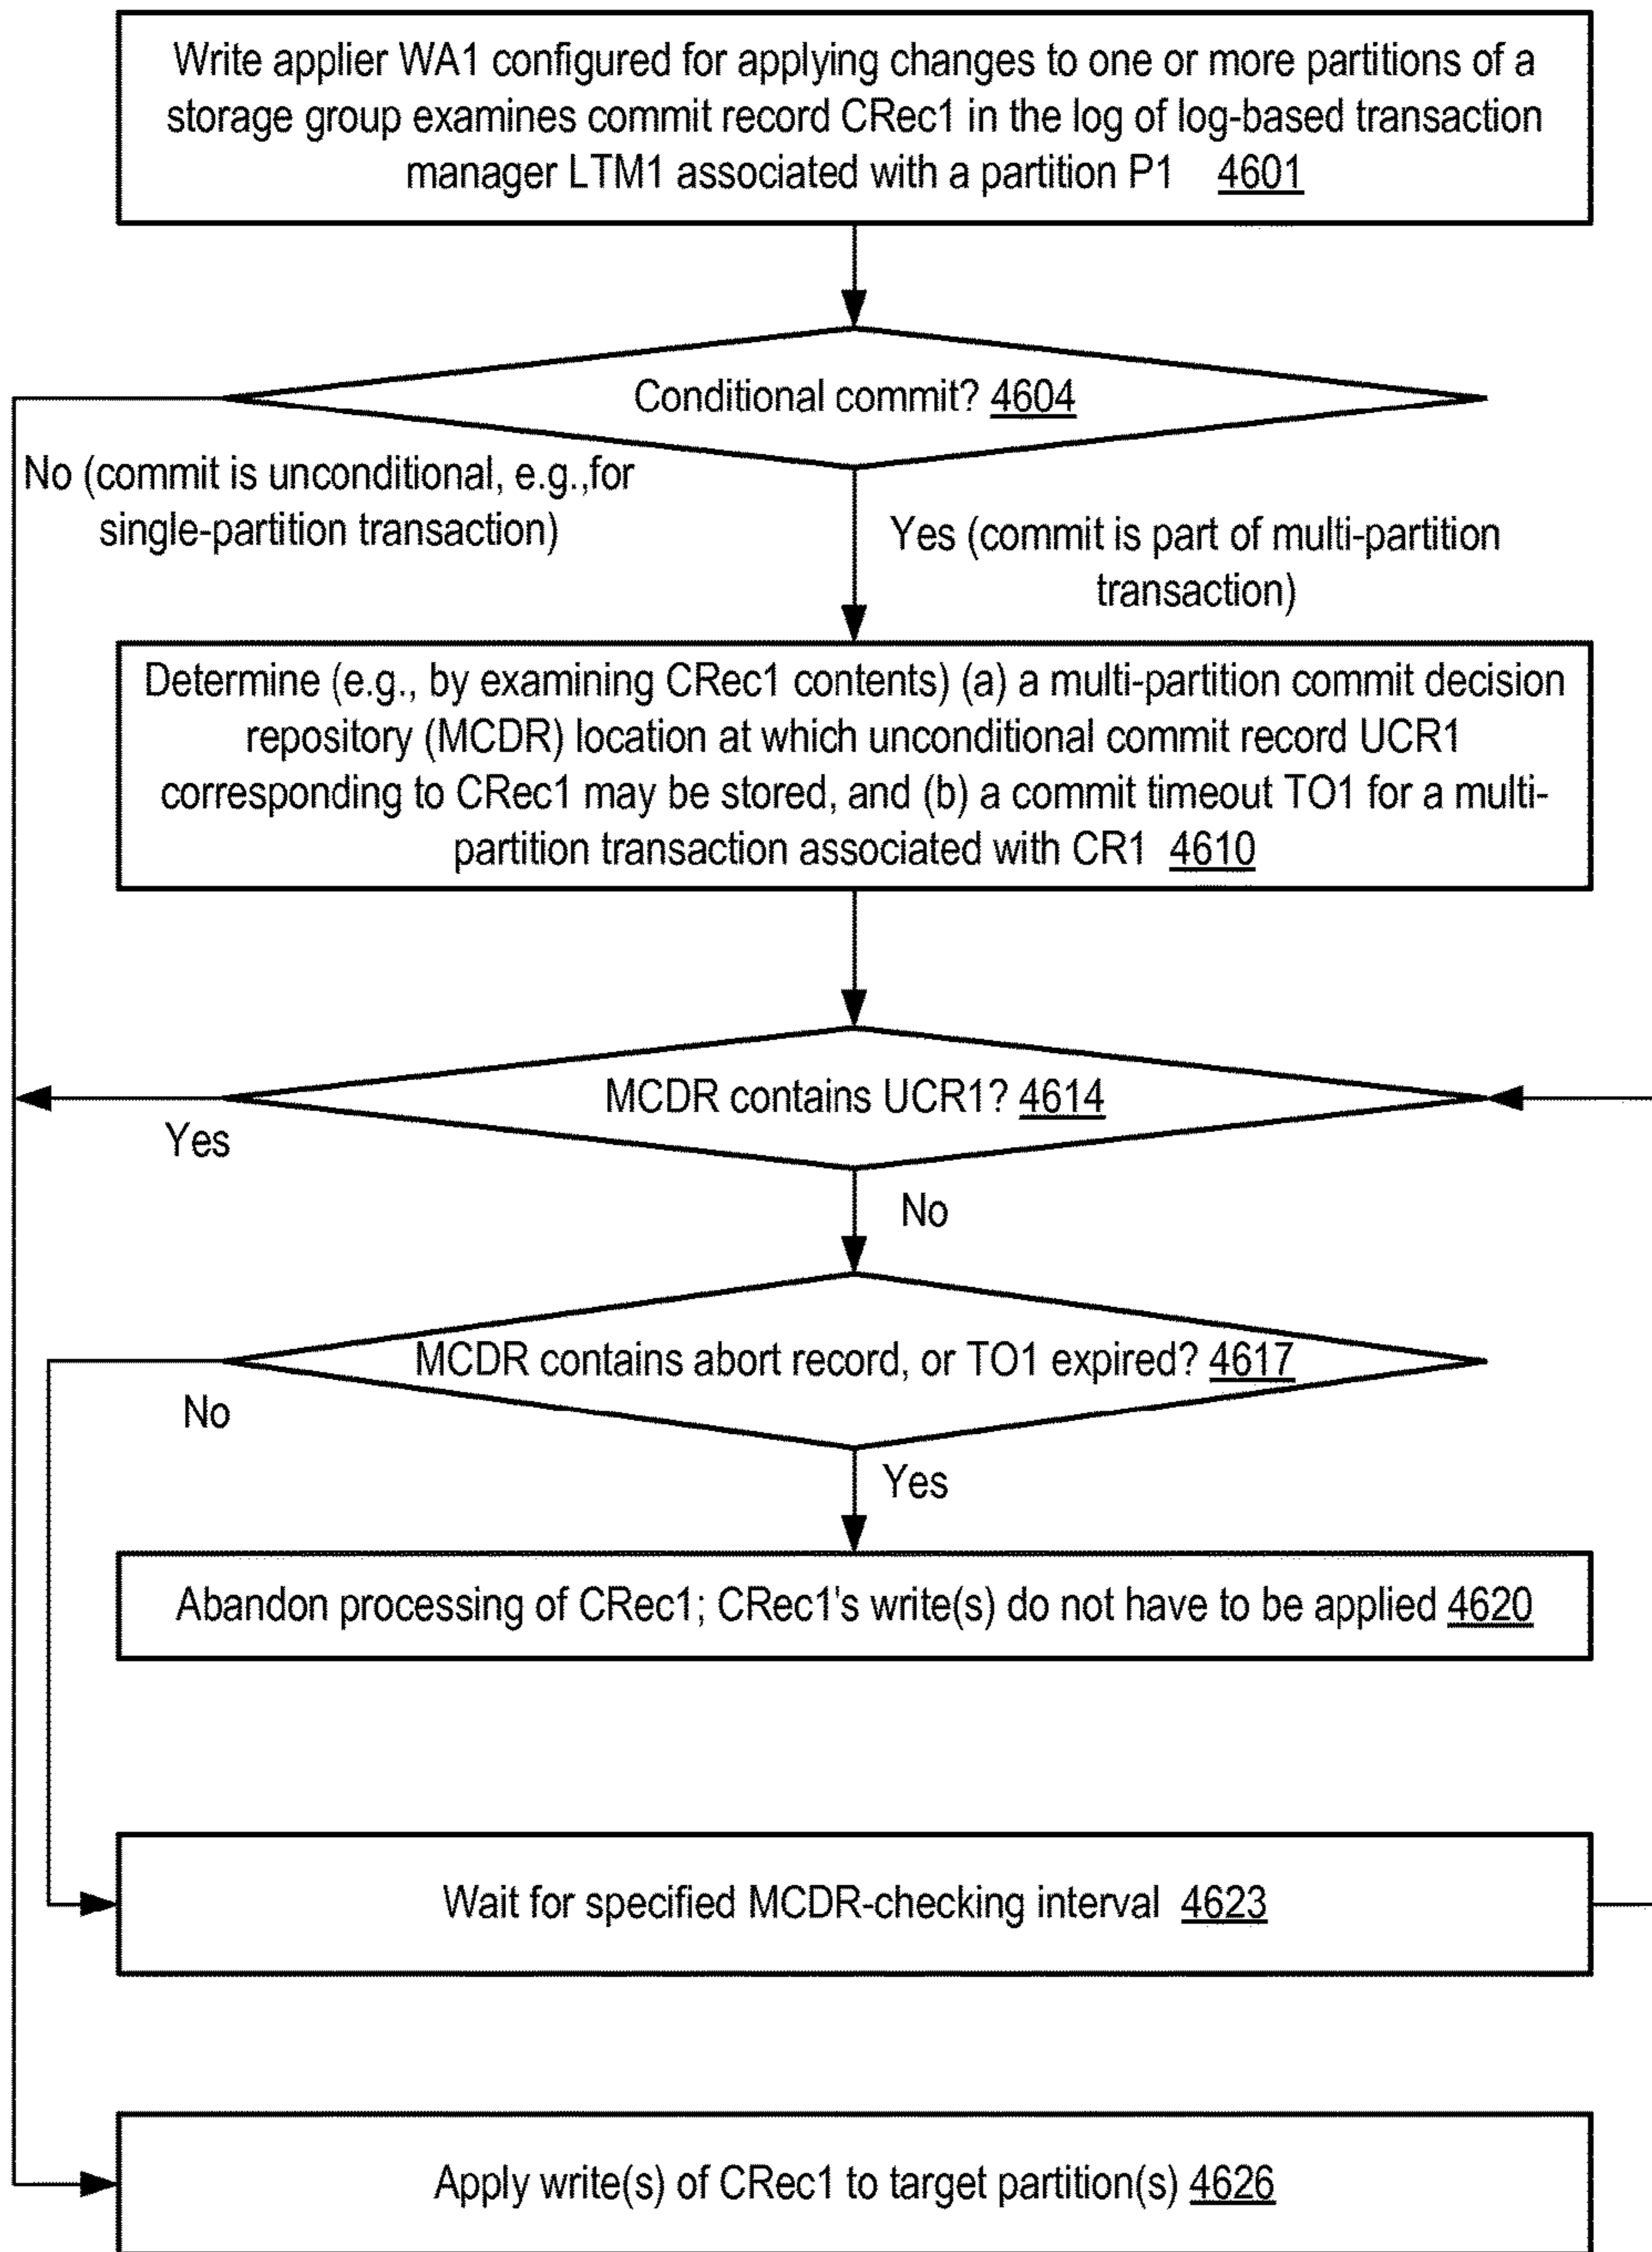 Write applier WA1 configured for applying changes to one or more partitions of a
storage group examines commit record CRec1 in the log of log-based transaction
manager LTM1 associated with a partition P1 4601
Conditional commit? 4604
No (commit is unconditional, e.g.,for
single-partition transaction)
Yes (commit is part of multi-partition
transaction)
Determine (e.g., by examining CRec1 contents) (a) a multi-partition commit decision
repository (MCDR) location at which unconditional commit record UCR1
corresponding to CRec1 may be stored, and (b) a commit timeout TO1 for a multi-
partition transaction associated with CR1 4610
MCDR contains UCR1? 4614
Yes
No
MCDR contains abort record, or TO1 expired? 4617
No
Yes
Abandon processing of CRec1; CRec1's write(s) do not have to be applied 4620
Wait for specified MCDR-checking interval 4623
Apply write(s) of CRec1 to target partition(s) 4626